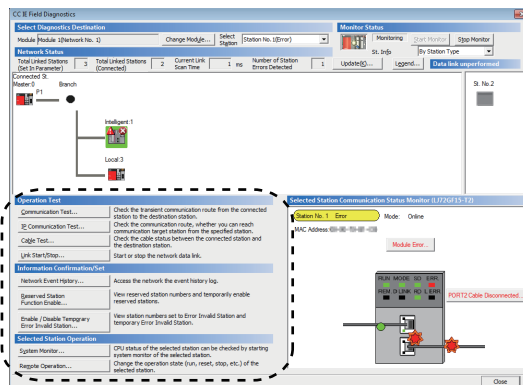 CC IE Field Diagnostics
Select Diagnostics Destination
Module Module 1(Network No. 1)
Change Module...
Select Station
Station No. 1(Error)
Monitor Status
Monitoring
Start Monitor
Stop Monitor
Network Status
St. Info
By Station Type
Total Linked Stations (Set In Parameter) 3
Total Linked Stations (Connected) 2
Current Link Scan Time 1 ms
Number of Station Errors Detected 1
Update(R)...
Legend...
Data link unperformed
Connected St.
Master:0
Branch
P1
St. No.2
Intelligent:1
Local:3
Operation Test
Communication Test...
Check the transient communication route from the connected station to the destination station.
IP Communication Test...
Check the communication route, whether you can reach communication target station from the specified station.
Cable Test...
Check the cable status between the connected station and the destination station.
Link Start/Stop...
Start or stop the network data link.
Information Confirmation/Set
Network Event History...
Access the network the event history log.
Reserved Station Function Enable...
View reserved station numbers and temporarily enable reserved stations.
Enable / Disable Temporary Error Invalid Station...
View station numbers set to Error Invalid Station and temporary Error Invalid Station.
Selected Station Operation
System Monitor...
CPU status of the selected station can be checked by starting system monitor of the selected station.
Remote Operation...
Change the operation state (run, reset, stop, etc.) of the selected station.
Selected Station Communication Status Monitor (LJ72GF15-T2)
Station No. 1 Error
Mode: Online
MAC Address:
Module Error...
RUN MODE SD ERR.
REM D LINK RD L ERR.
PORT2 Cable Disconnected...
Close